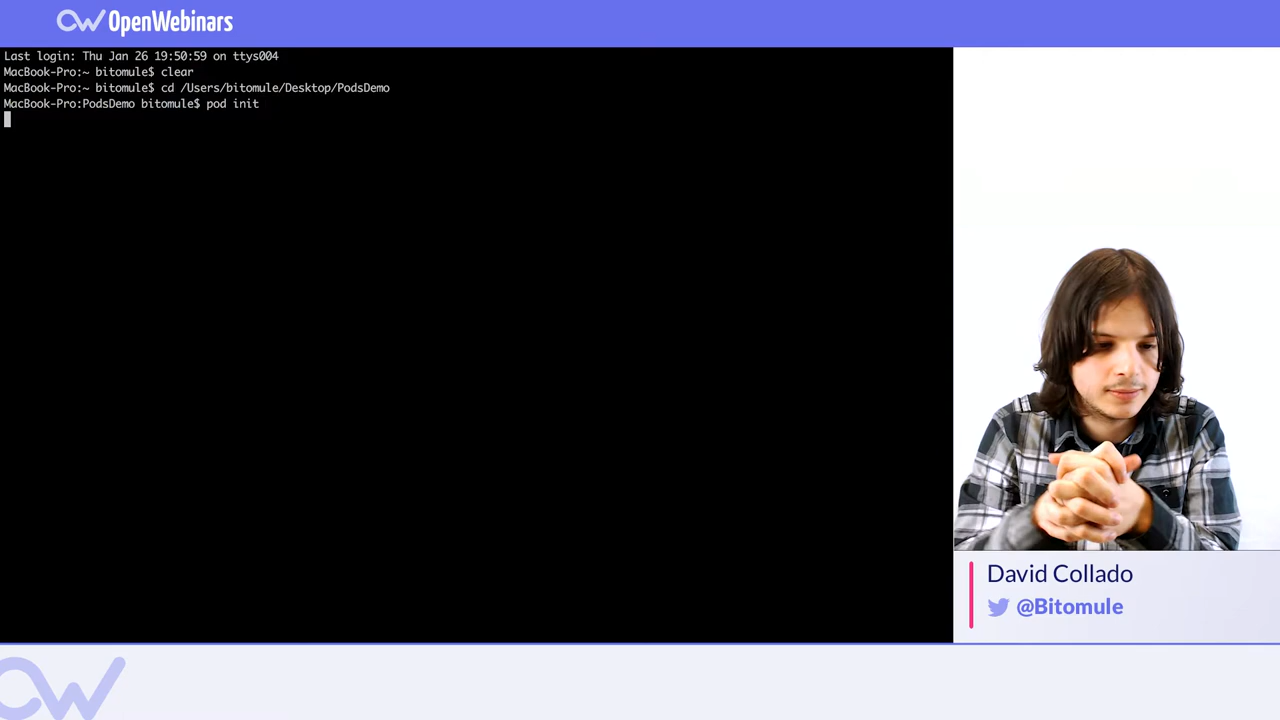 OpenWebinars
Last login: Thu Jan 26 19:50:59 on ttys004
MacBook-Pro:~ bitomule$ clear
MacBook-Pro:~ bitomule$ cd /Users/bitomule/Desktop/PodsDemo
MacBook-Pro:PodsDemo bitomule$ pod init
David Collado
@Bitomule